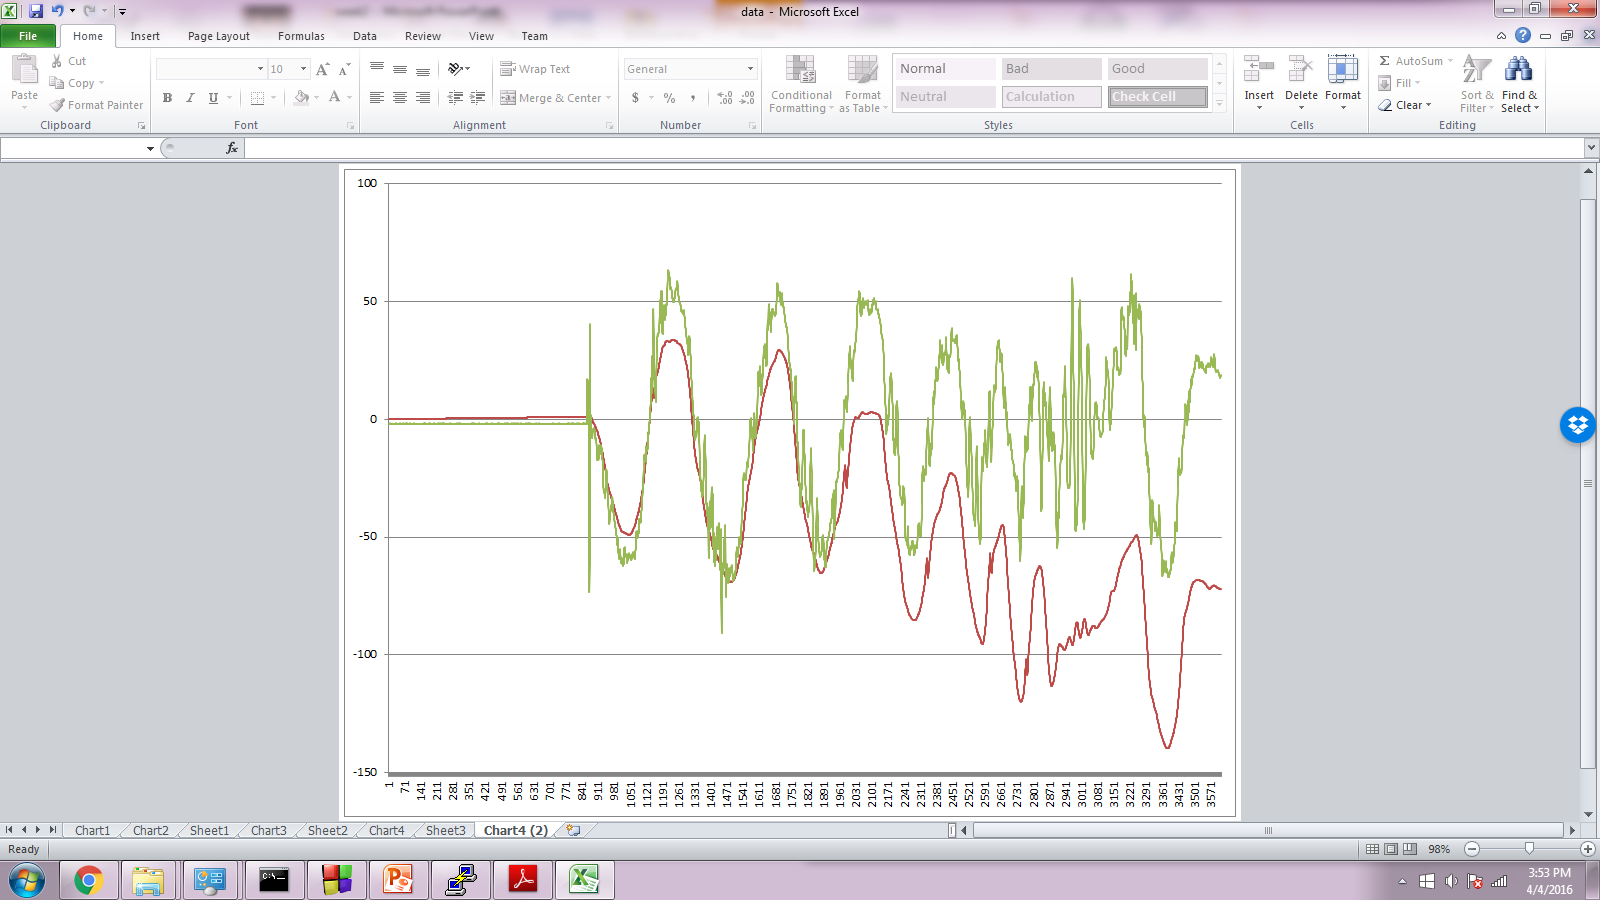 data - Microsoft Excel
File Home Insert Page Layout Formulas Data Review View Team
Paste Cut Copy Format Painter Clipboard
10 B I U A Font
Wrap Text Merge & Center Alignment
General $ % , Number
Conditional Formatting Format as Table Normal Bad Good Neutral Calculation Check Cell Styles
Insert Delete Format Cells
AutoSum Fill Clear Sort & Filter Find & Select Editing
fx
100
50
0
-50
-100
-150
1 71 141 211 281 351 421 491 561 631 701 771 841 911 981 1051 1121 1191 1261 1331 1401 1471 1541 1611 1681 1751 1821 1891 1961 2031 2101 2171 2241 2311 2381 2451 2521 2591 2661 2731 2801 2871 2941 3011 3081 3151 3221 3291 3361 3431 3501 3571
Chart1 Chart2 Sheet1 Chart3 Sheet2 Chart4 Sheet3 Chart4 (2)
Ready 98%
3:53 PM
4/4/2016